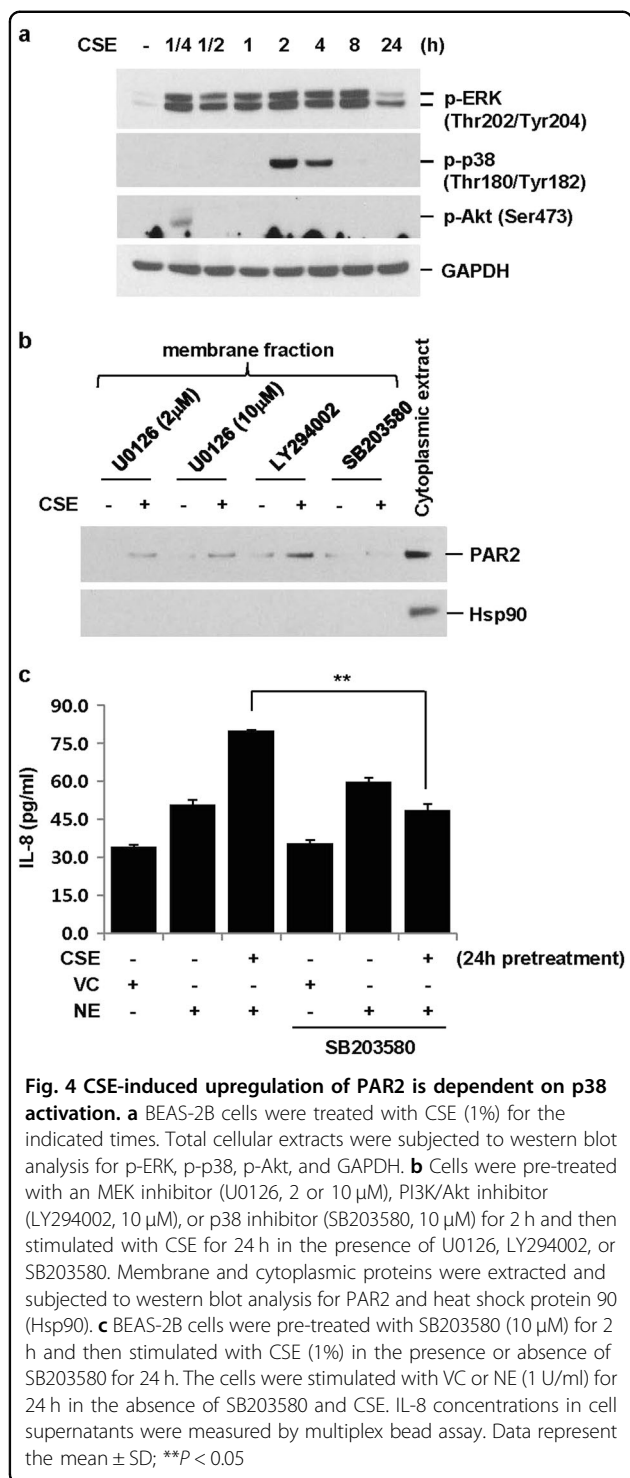 a
CSE - 1/4 1/2 1 2 4 8 24 (h)
p-ERK
(Thr202/Tyr204)
p-p38
(Thr180/Tyr182)
p-Akt (Ser473)
GAPDH
b
membrane fraction
U0126 (2µM) U0126 (10µM) LY294002 SB203580 Cytoplasmic extract
CSE - + - + - + - +
PAR2
Hsp90
c
**
90.0
75.0
60.0
45.0
30.0
15.0
0.0
IL-8 (pg/ml)
CSE - - + - - + (24h pretreatment)
VC + - - + - -
NE - + + - + +
SB203580
Fig. 4 CSE-induced upregulation of PAR2 is dependent on p38
activation. a BEAS-2B cells were treated with CSE (1%) for the
indicated times. Total cellular extracts were subjected to western blot
analysis for p-ERK, p-p38, p-Akt, and GAPDH. b Cells were pre-treated
with an MEK inhibitor (U0126, 2 or 10 µM), PI3K/Akt inhibitor
(LY294002, 10 µM), or p38 inhibitor (SB203580, 10 µM) for 2 h and then
stimulated with CSE for 24 h in the presence of U0126, LY294002, or
SB203580. Membrane and cytoplasmic proteins were extracted and
subjected to western blot analysis for PAR2 and heat shock protein 90
(Hsp90). c BEAS-2B cells were pre-treated with SB203580 (10 µM) for 2
h and then stimulated with CSE (1%) in the presence or absence of
SB203580 for 24 h. The cells were stimulated with VC or NE (1 U/ml) for
24 h in the absence of SB203580 and CSE. IL-8 concentrations in cell
supernatants were measured by multiplex bead assay. Data represent
the mean ± SD; **P < 0.05